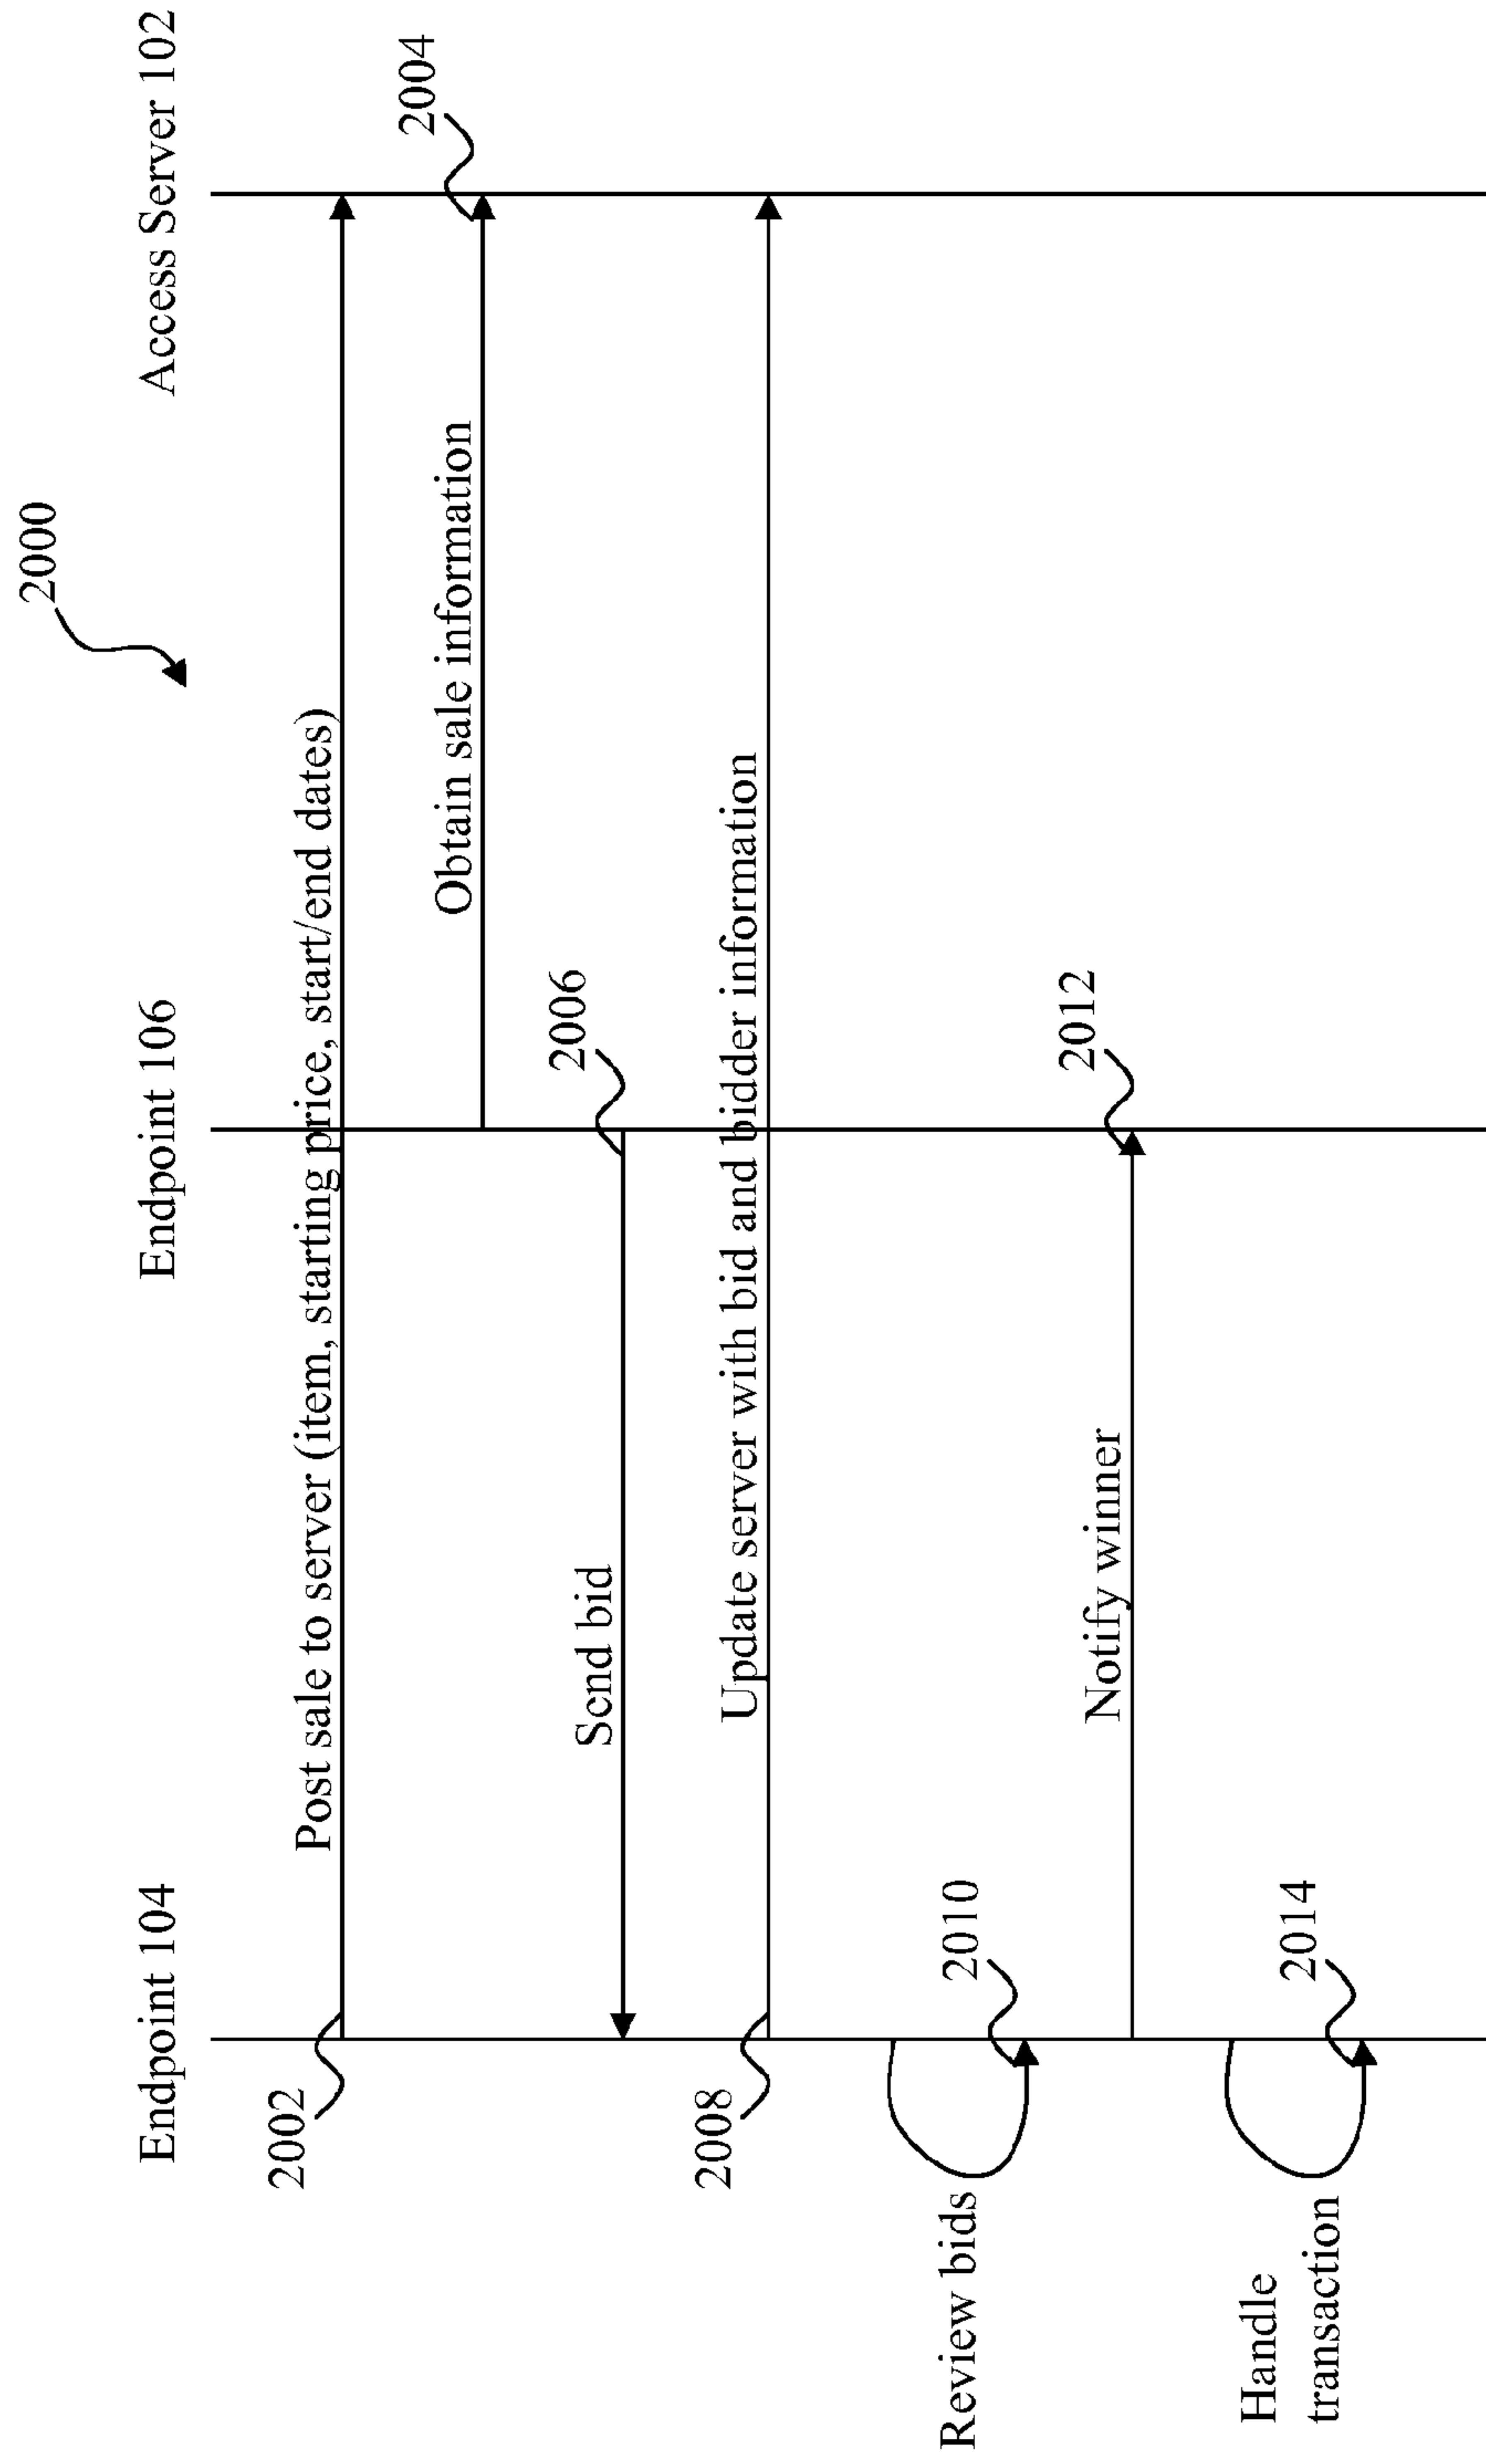 2000
Endpoint 104
Endpoint 106
Access Server 102
2002
Post sale to server (item, starting price, start/end dates)
2004
Obtain sale information
2006
Send bid
2008
Update server with bid and bidder information
Review bids
2010
2012
Notify winner
Handle
transaction
2014